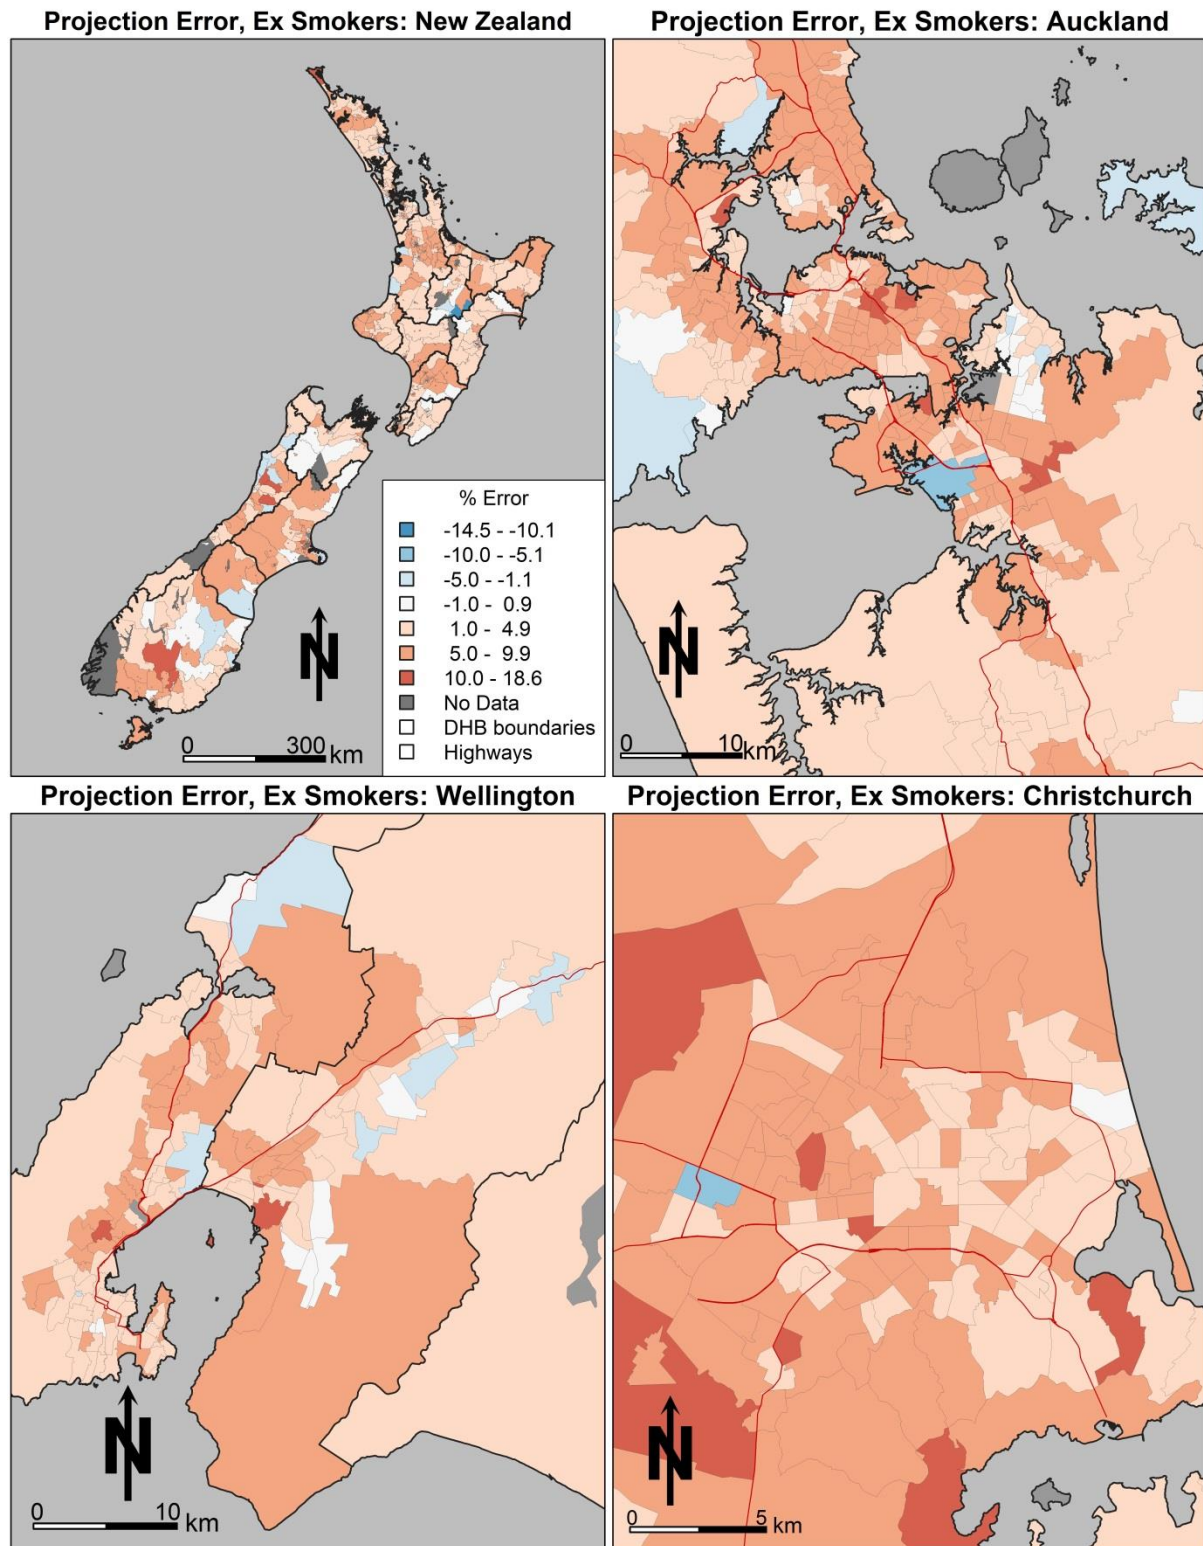 Projection Error, Ex Smokers: New Zealand
Projection Error, Ex Smokers: Auckland
% Error
-14.5 - -10.1
-10.0 - -5.1
-5.0 - -1.1
-1.0 - 0.9
1.0 - 4.9
5.0 - 9.9
10.0 - 18.6
No Data
DHB boundaries
Highways
N
0 300 km
N
0 10 km
Projection Error, Ex Smokers: Wellington
Projection Error, Ex Smokers: Christchurch
N
0 10 km
N
0 5 km